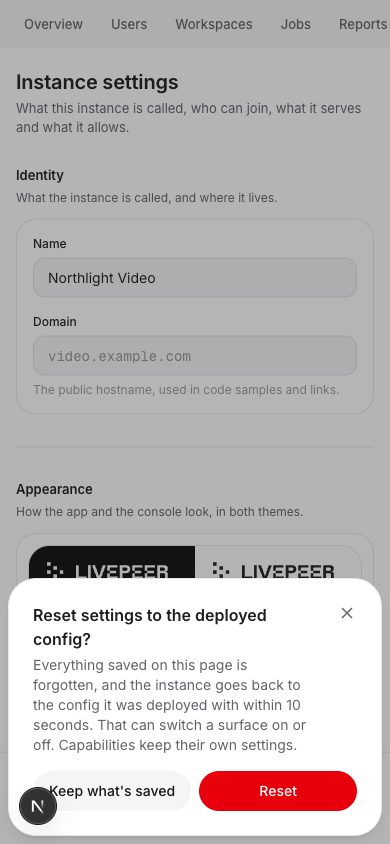 Overview Users Workspaces Jobs Reports
Instance settings
What this instance is called, who can join, what it serves
and what it allows.
Identity
What the instance is called, and where it lives.
Name
Northlight Video
Domain
video.example.com
The public hostname, used in code samples and links.
Appearance
How the app and the console look, in both themes.
LIVEPEER LIVEPEER
Reset settings to the deployed
config?
Everything saved on this page is
forgotten, and the instance goes back to
the config it was deployed with within 10
seconds. That can switch a surface on or
off. Capabilities keep their own settings.
Keep what's saved Reset
N